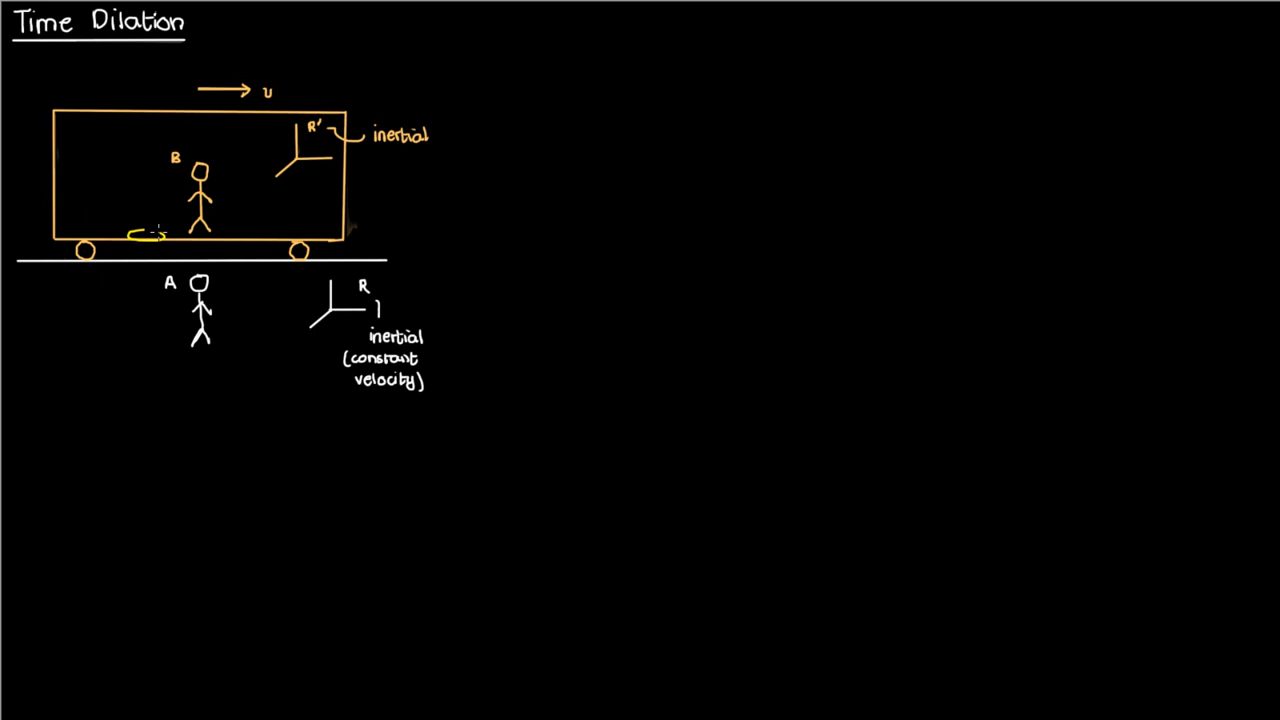 Time Dilation
u
R'
inertial
B
A
R
inertial
(constant
velocity)